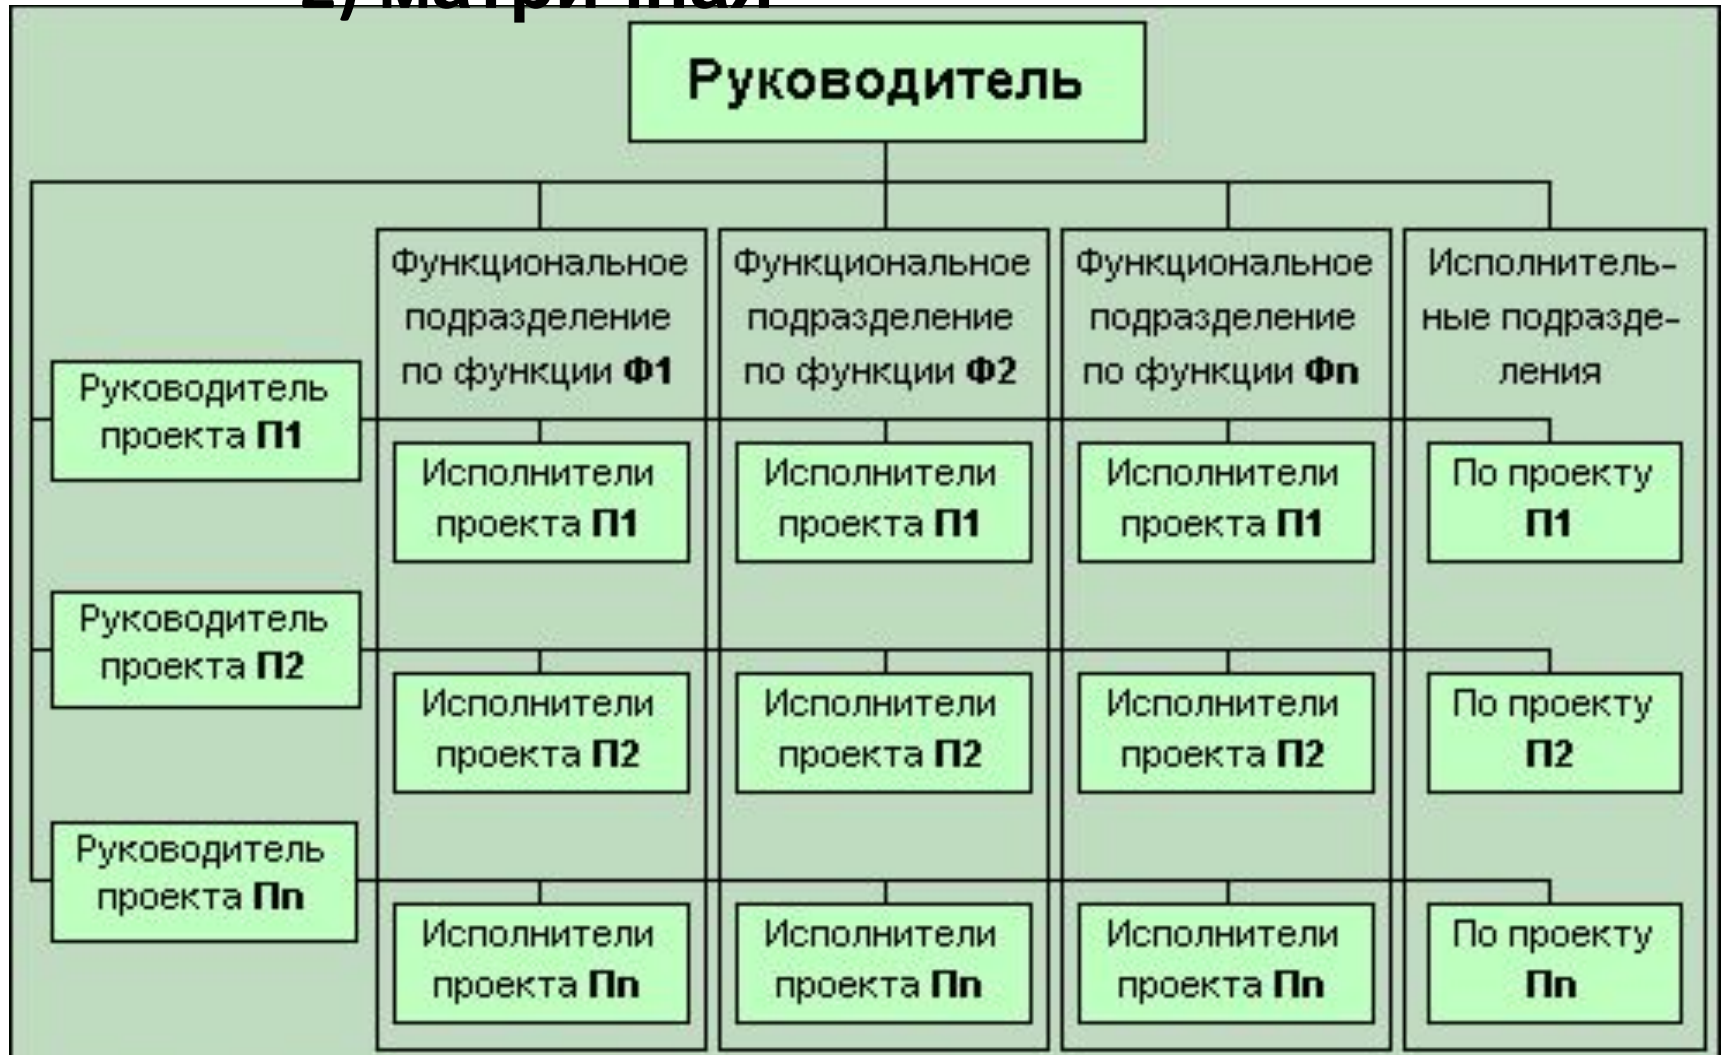 2) матричная
Руководитель
Функциональное
подразделение
по функции Ф1
Функциональное
подразделение
по функции Ф2
Функциональное
подразделение
по функции Фn
Исполнитель-
ные подразде-
ления
Руководитель
проекта П1
Исполнители
проекта П1
Исполнители
проекта П1
Исполнители
проекта П1
По проекту
П1
Руководитель
проекта П2
Исполнители
проекта П2
Исполнители
проекта П2
Исполнители
проекта П2
По проекту
П2
Руководитель
проекта Пn
Исполнители
проекта Пn
Исполнители
проекта Пn
Исполнители
проекта Пn
По проекту
Пn